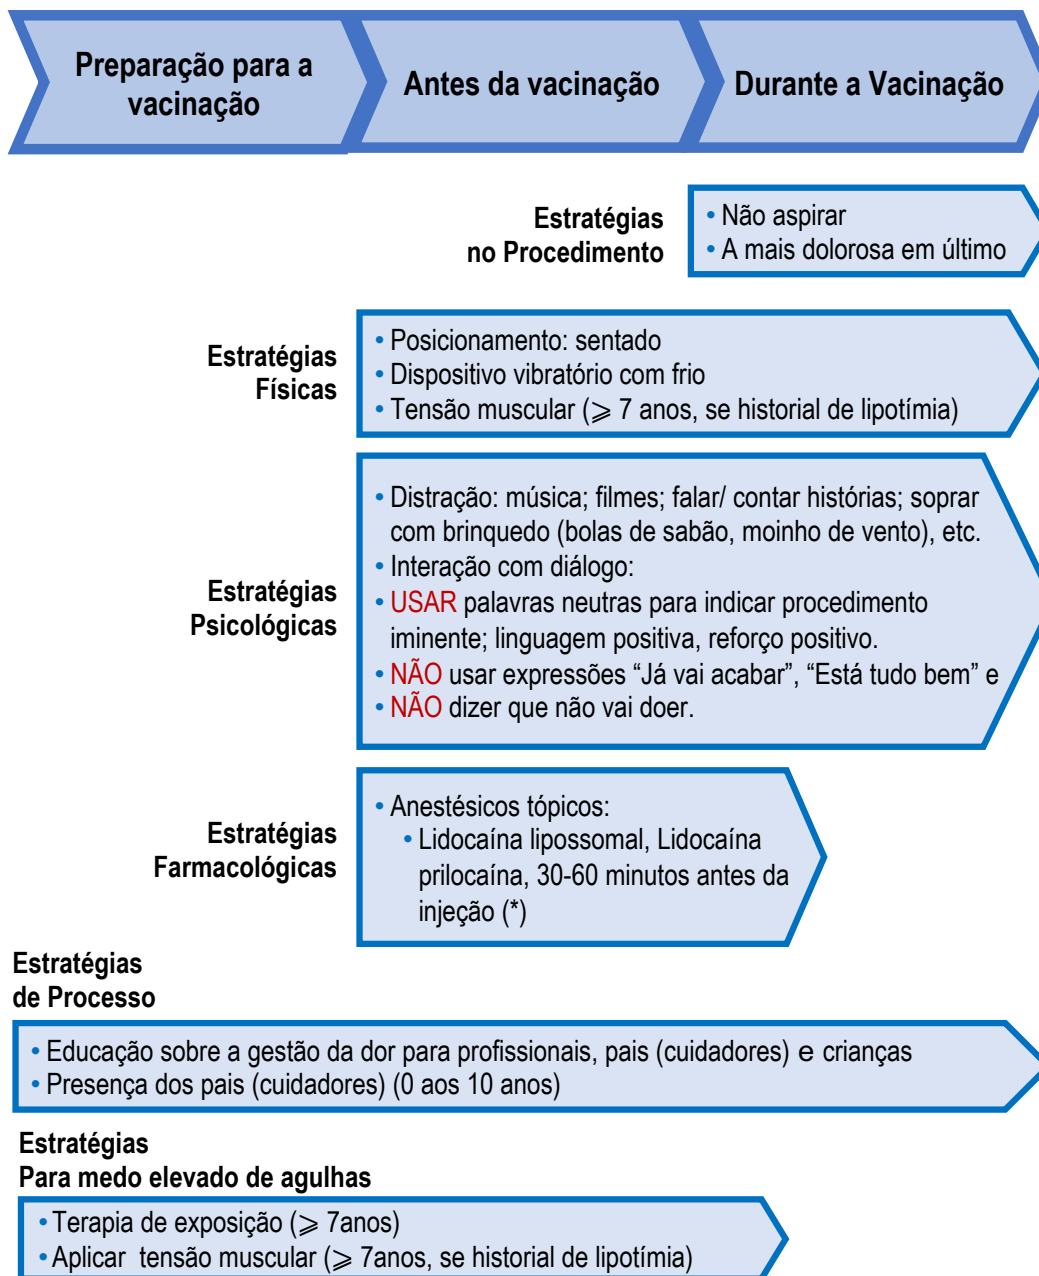 Preparação para a
vacinação
Antes da vacinação
Durante a Vacinação
Estratégias
no Procedimento
• Não aspirar
• A mais dolorosa em último
Estratégias
Físicas
• Posicionamento: sentado
• Dispositivo vibratório com frio
• Tensão muscular (⩾ 7 anos, se historial de lipotímia)
Estratégias
Psicológicas
• Distração: música; filmes; falar/ contar histórias; soprar
com brinquedo (bolas de sabão, moinho de vento), etc.
• Interação com diálogo:
• USAR palavras neutras para indicar procedimento
iminente; linguagem positiva, reforço positivo.
• NÃO usar expressões “Já vai acabar”, “Está tudo bem” e
• NÃO dizer que não vai doer.
Estratégias
Farmacológicas
• Anestésicos tópicos:
• Lidocaína lipossomal, Lidocaína
prilocaína, 30-60 minutos antes da
injeção (*)
Estratégias
de Processo
• Educação sobre a gestão da dor para profissionais, pais (cuidadores) e crianças
• Presença dos pais (cuidadores) (0 aos 10 anos)
Estratégias
Para medo elevado de agulhas
• Terapia de exposição (⩾ 7anos)
• Aplicar tensão muscular (⩾ 7anos, se historial de lipotímia)